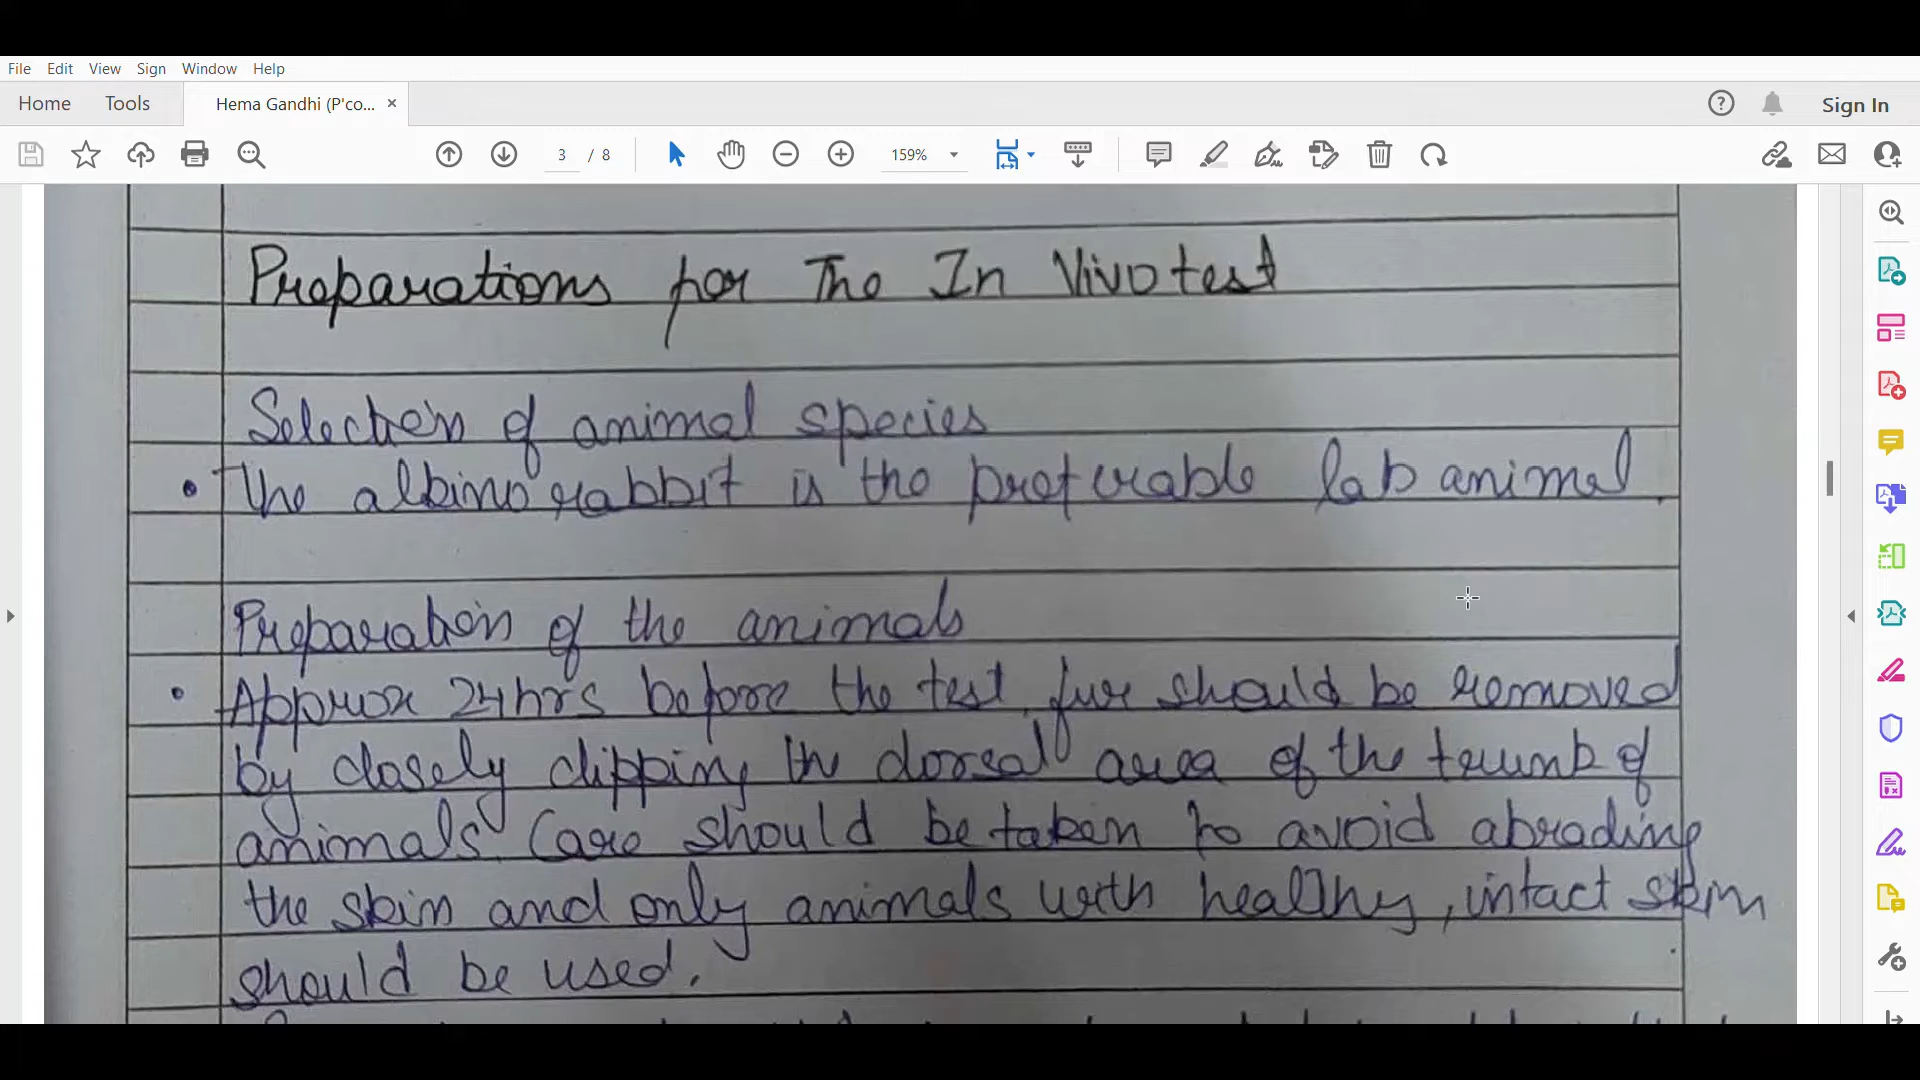 File Edit View Sign Window Help
Home Tools Hema Gandhi (P'co... × Sign In
3 / 8 159%
Preparations for The In Vivo test
Selection of animal species
• The albino rabbit is the preferable lab animal.
Preparation of the animals
• Approx 24hrs before the test, fur should be removed
by closely clipping the dorsal area of the trunk of
animals. Care should be taken to avoid abrading
the skin and only animals with healthy, intact skin
should be used.